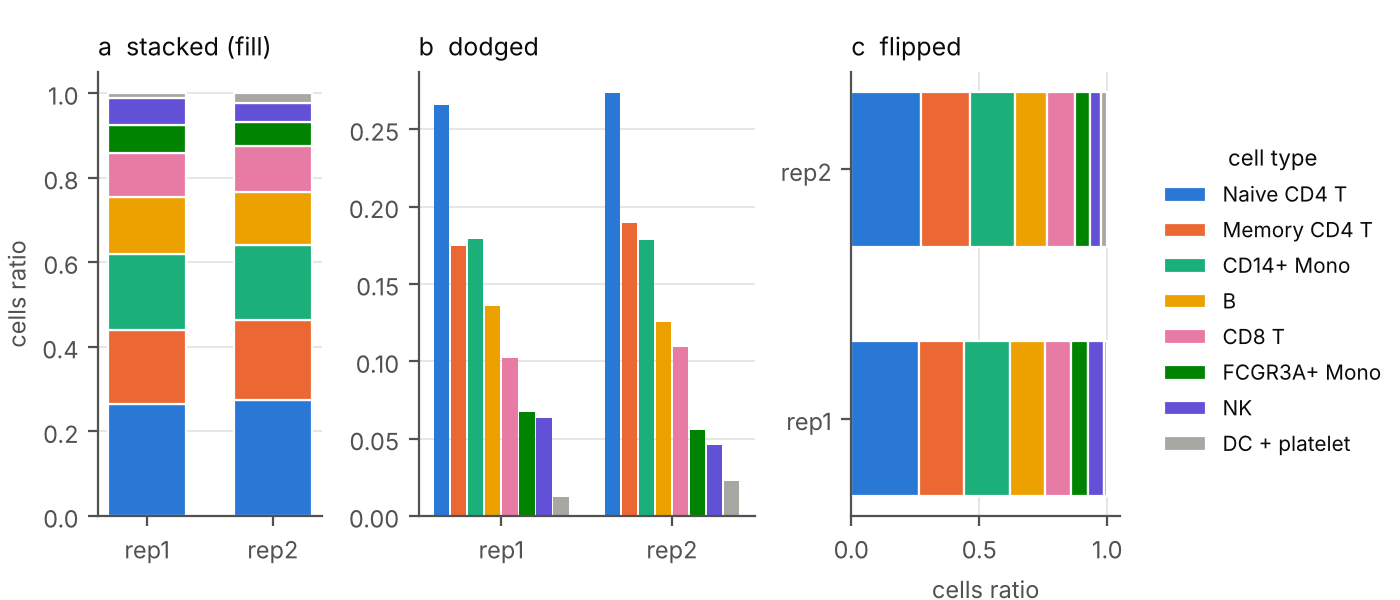 a stacked (fill)
cells ratio
1.0
0.8
0.6
0.4
0.2
0.0
rep1
rep2
b dodged
0.25
0.20
0.15
0.10
0.05
0.00
rep1
rep2
c flipped
rep2
rep1
0.0
0.5
1.0
cells ratio
cell type
Naive CD4 T
Memory CD4 T
CD14+ Mono
B
CD8 T
FCGR3A+ Mono
NK
DC + platelet